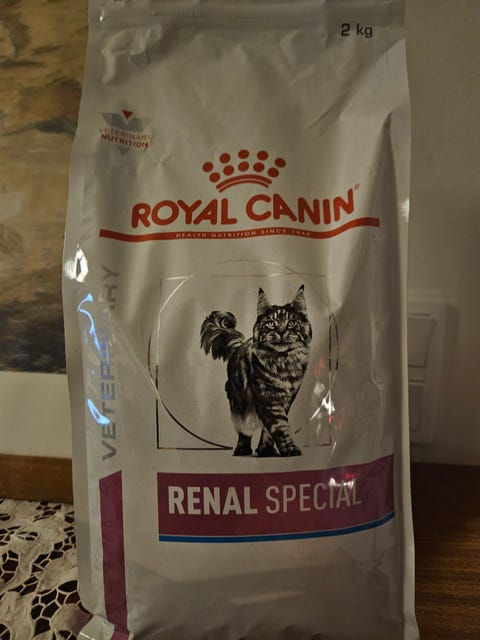 2 kg
VETERINARY
NUTRITION
ROYAL CANIN®
HEALTH NUTRITION SINCE 1968
VETERINARY
RENAL SPECIAL